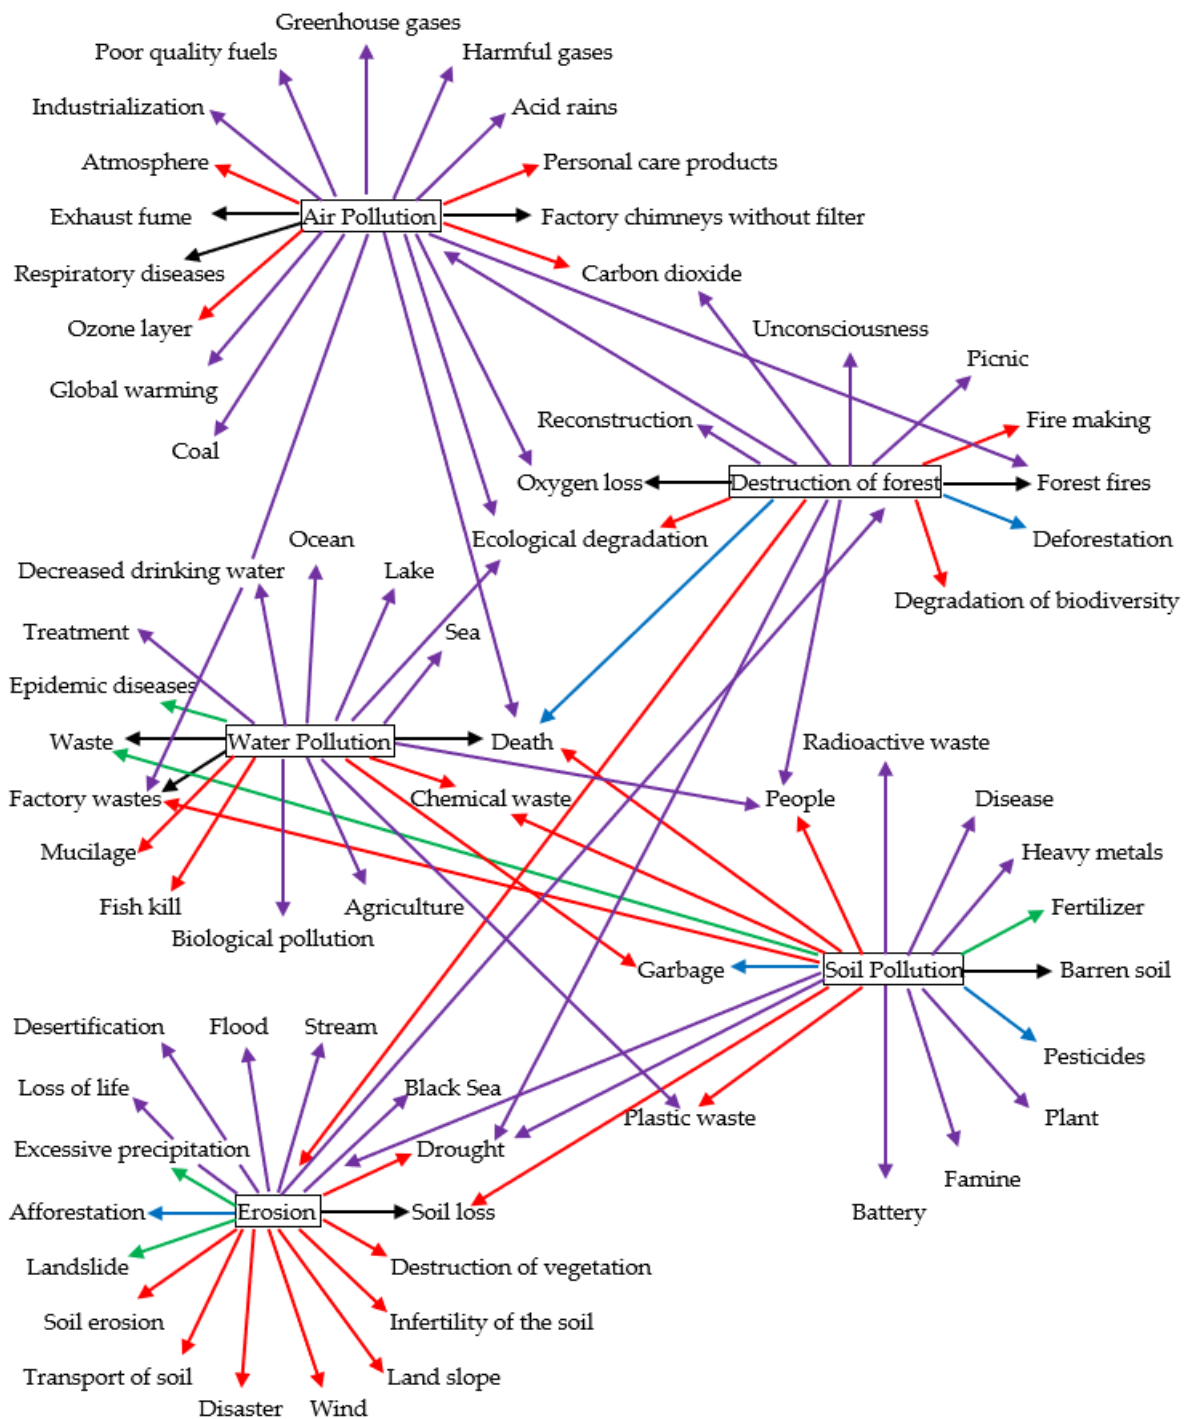 Greenhouse gases
Poor quality fuels
Harmful gases
Industrialization
Acid rains
Atmosphere
Personal care products
Exhaust fume
Air Pollution
Factory chimneys without filter
Respiratory diseases
Carbon dioxide
Ozone layer
Unconsciousness
Global warming
Picnic
Coal
Reconstruction
Fire making
Oxygen loss
Destruction of forest
Forest fires
Ecological degradation
Deforestation
Ocean
Decreased drinking water
Lake
Degradation of biodiversity
Treatment
Sea
Epidemic diseases
Waste
Water Pollution
Death
Radioactive waste
Factory wastes
Chemical waste
People
Disease
Mucilage
Heavy metals
Fish kill
Agriculture
Fertilizer
Biological pollution
Garbage
Soil Pollution
Barren soil
Desertification
Flood
Stream
Pesticides
Loss of life
Black Sea
Plastic waste
Plant
Excessive precipitation
Drought
Famine
Afforestation
Erosion
Soil loss
Battery
Landslide
Destruction of vegetation
Soil erosion
Infertility of the soil
Transport of soil
Land slope
Disaster
Wind